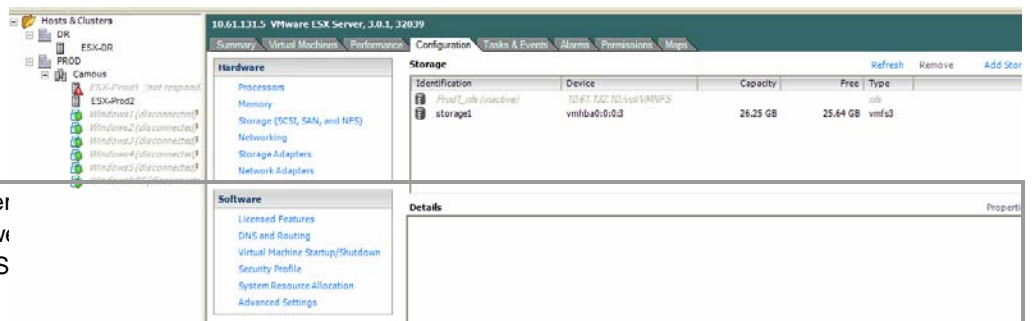 Hosts & Clusters
DR
ESX-DR
PROD
Camous
ESX-Prod1 (not respond
ESX-Prod2
Windows1 (disconnected)
Windows2 (disconnected)
Windows3 (disconnected)
Windows4 (disconnected)
Windows5 (disconnected)
10.61.131.5 VMware ESX Server, 3.0.1, 32039
Summary Virtual Machines Performance Configuration Tasks & Events Alarms Permissions Maps
Hardware
Processors
Memory
Storage (SCSI, SAN, and NFS)
Networking
Storage Adapters
Network Adapters
Software
Licensed Features
DNS and Routing
Virtual Machine Startup/Shutdown
Security Profile
System Resource Allocation
Advanced Settings
Storage
Refresh Remove Add Stor
Identification Device Capacity Free Type
(inactive) 10.61.132.10:/vol/VMNFS
storage1 vmhba0:0:0:3 26.25 GB 25.64 GB vmfs3
Details Properti
er
S